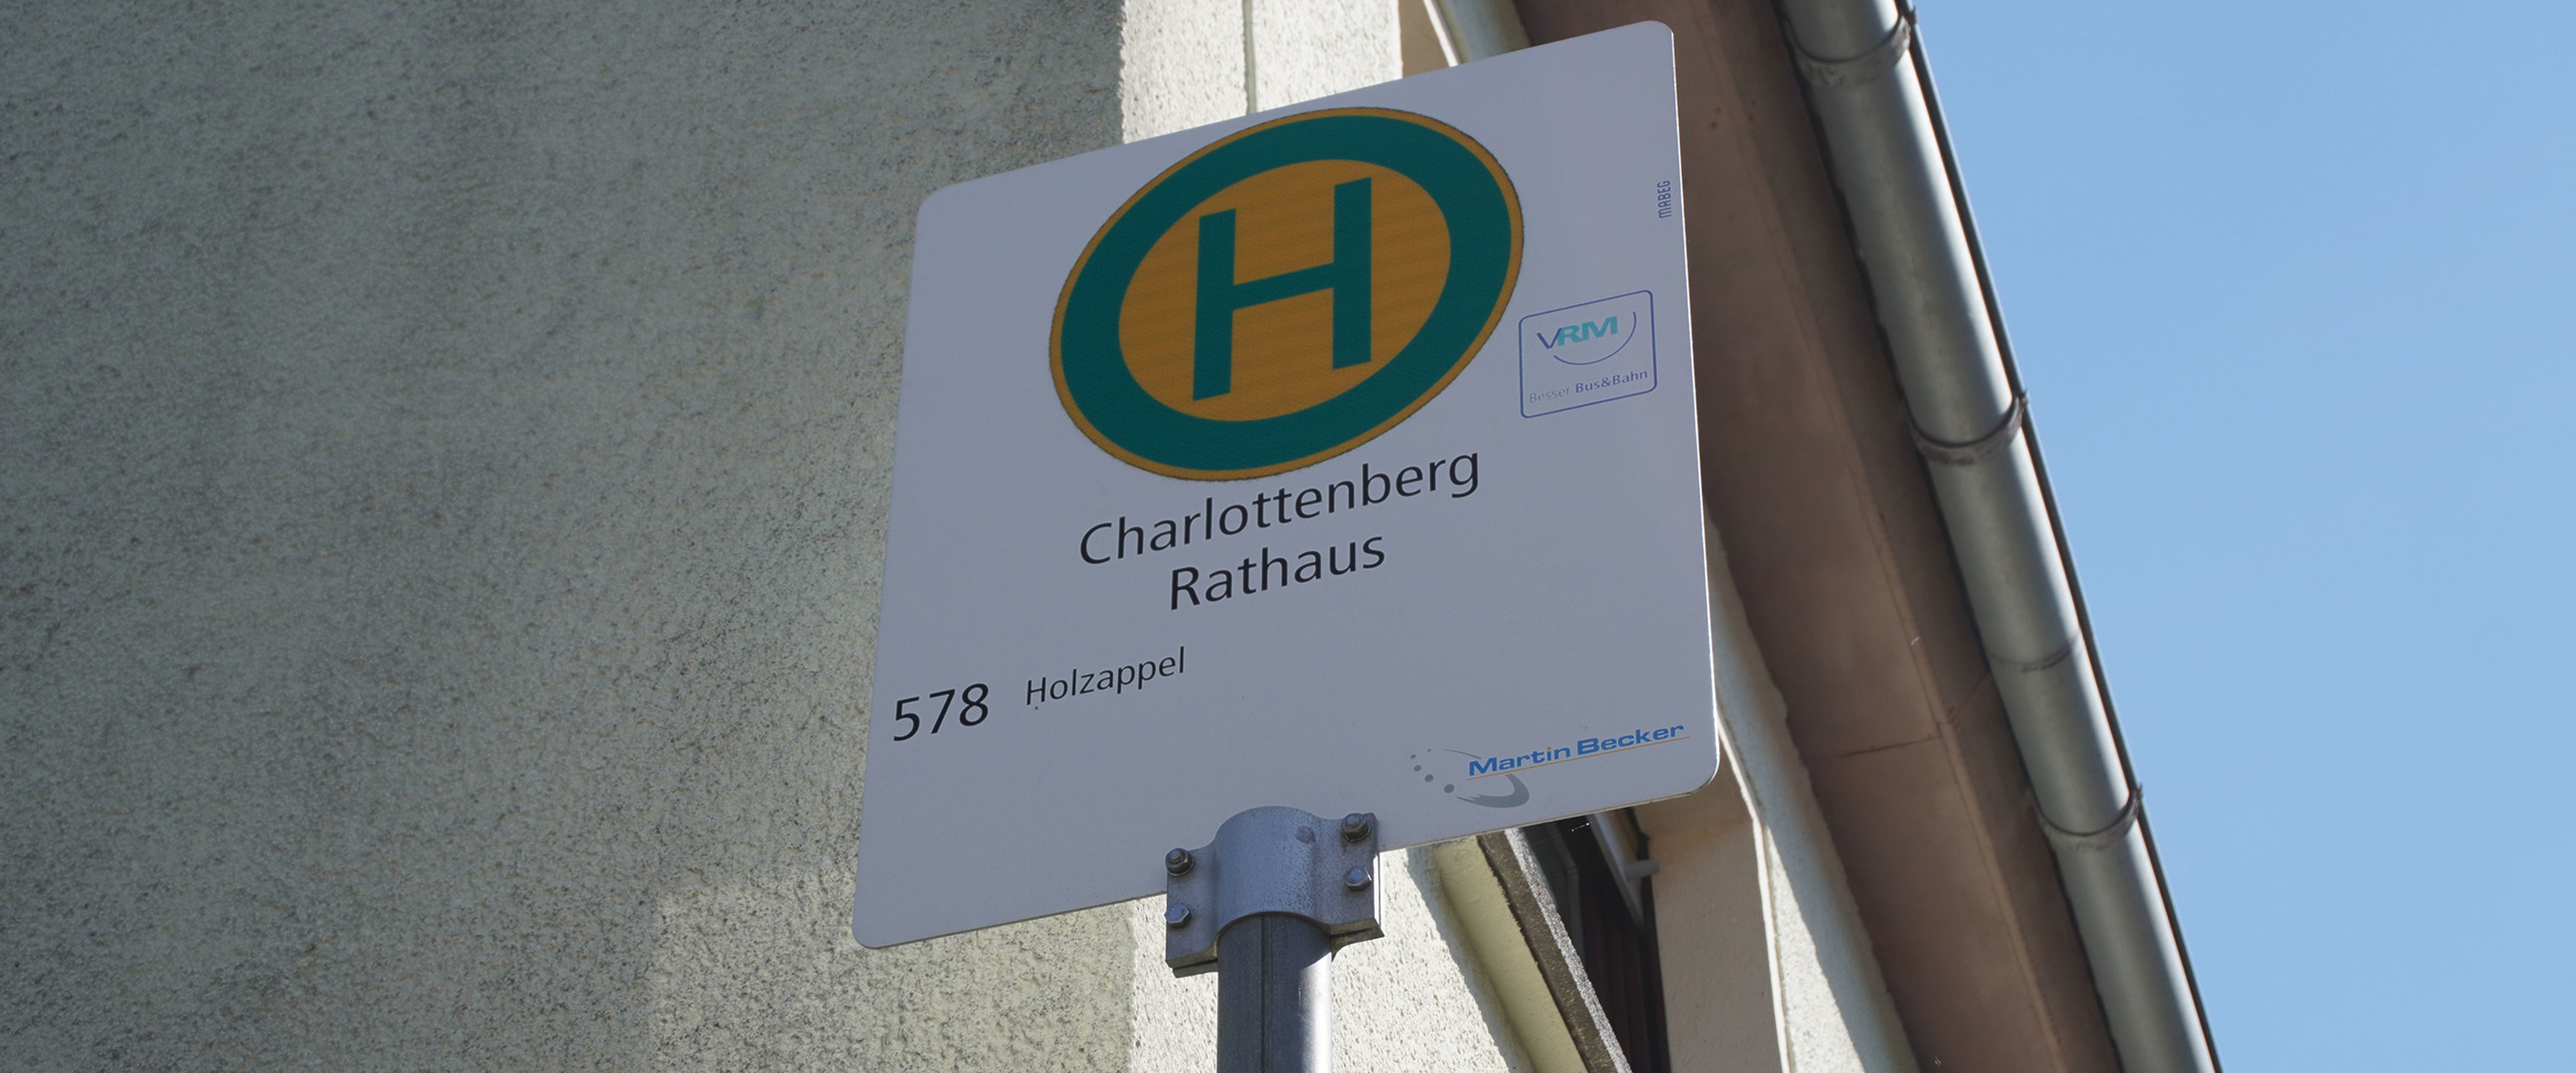 H
MABEG
VRM
Besser Bus&Bahn
Charlottenberg
Rathaus
578 Holzappel
Martin Becker